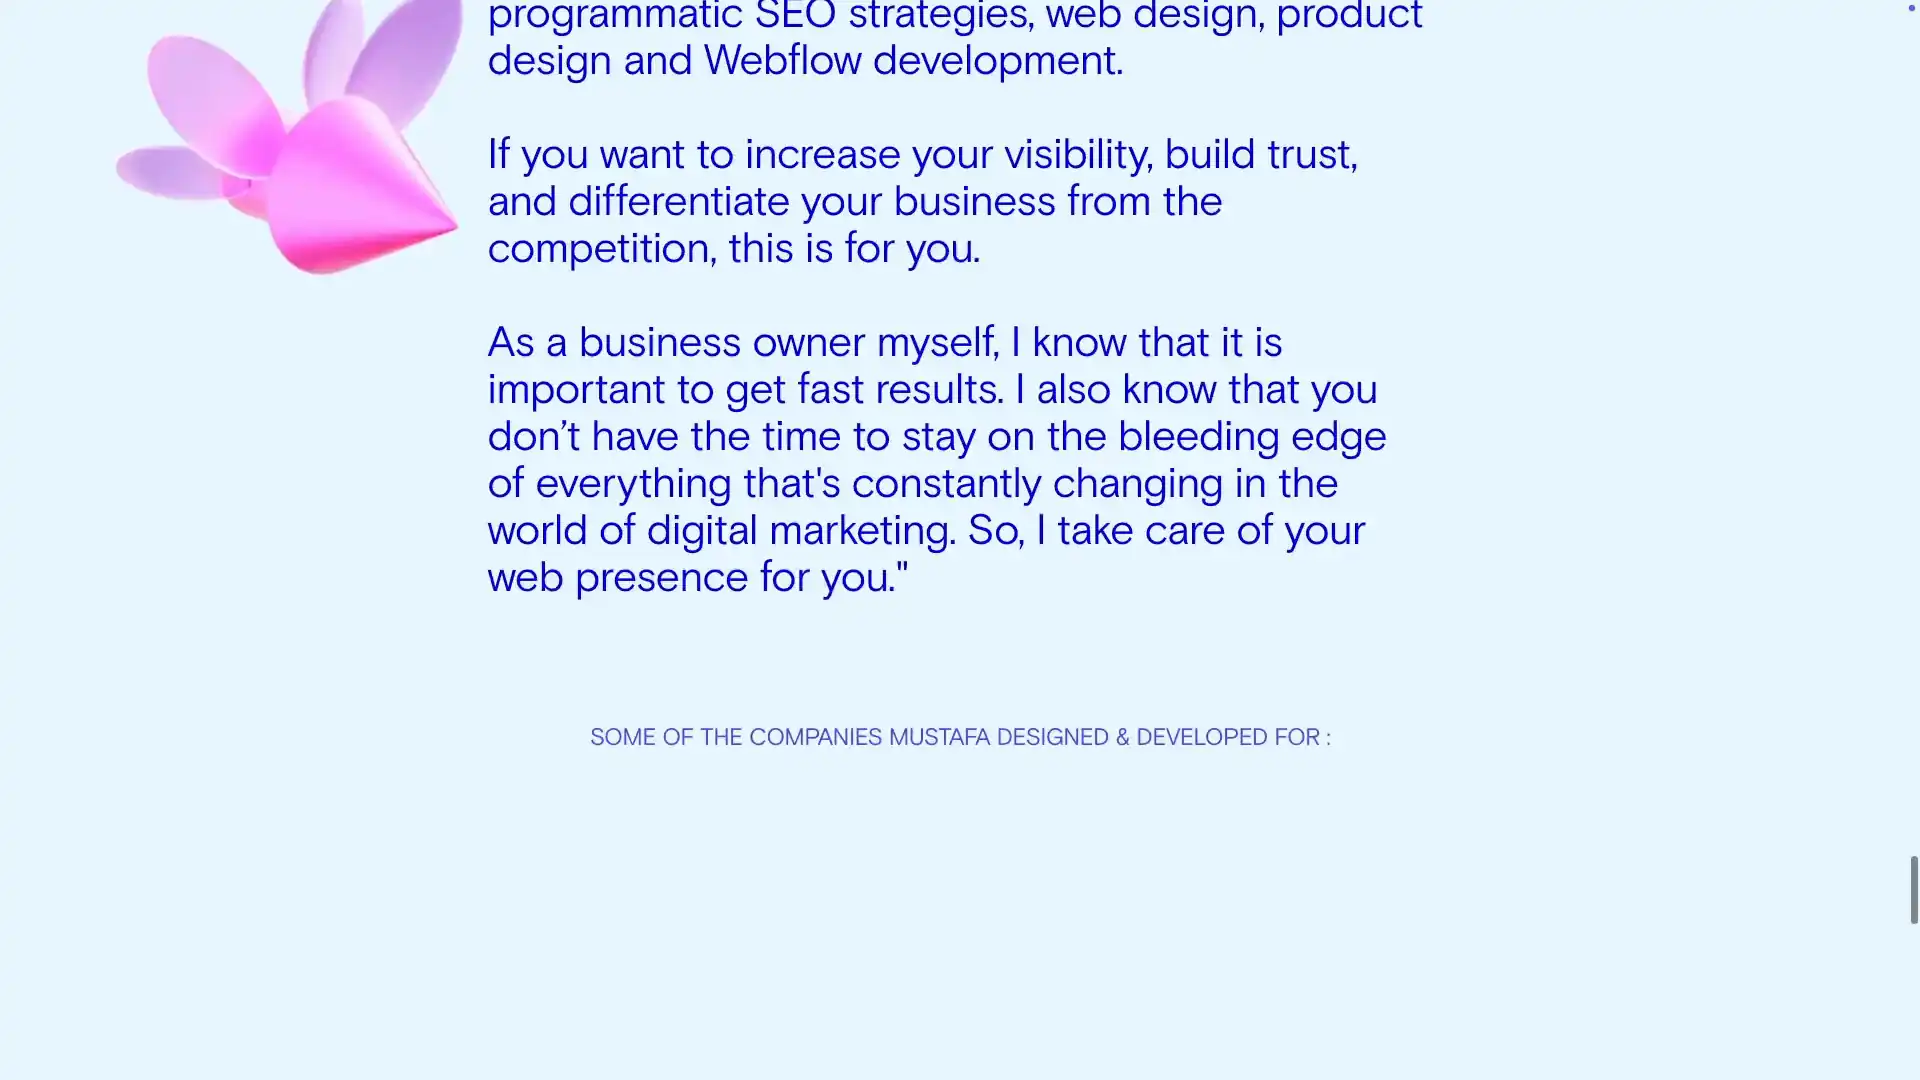 programmatic SEO strategies, web design, product
design and Webflow development.
If you want to increase your visibility, build trust,
and differentiate your business from the
competition, this is for you.
As a business owner myself, I know that it is
important to get fast results. I also know that you
don’t have the time to stay on the bleeding edge
of everything that's constantly changing in the
world of digital marketing. So, I take care of your
web presence for you."
SOME OF THE COMPANIES MUSTAFA DESIGNED & DEVELOPED FOR :